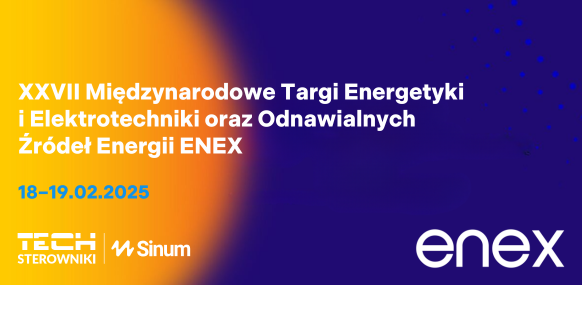 XXVII Międzynarodowe Targi Energetyki
i Elektrotechniki oraz Odnawialnych
Źródeł Energii ENEX
18–19.02.2025
TECH
STEROWNIKI
Sinum
enex